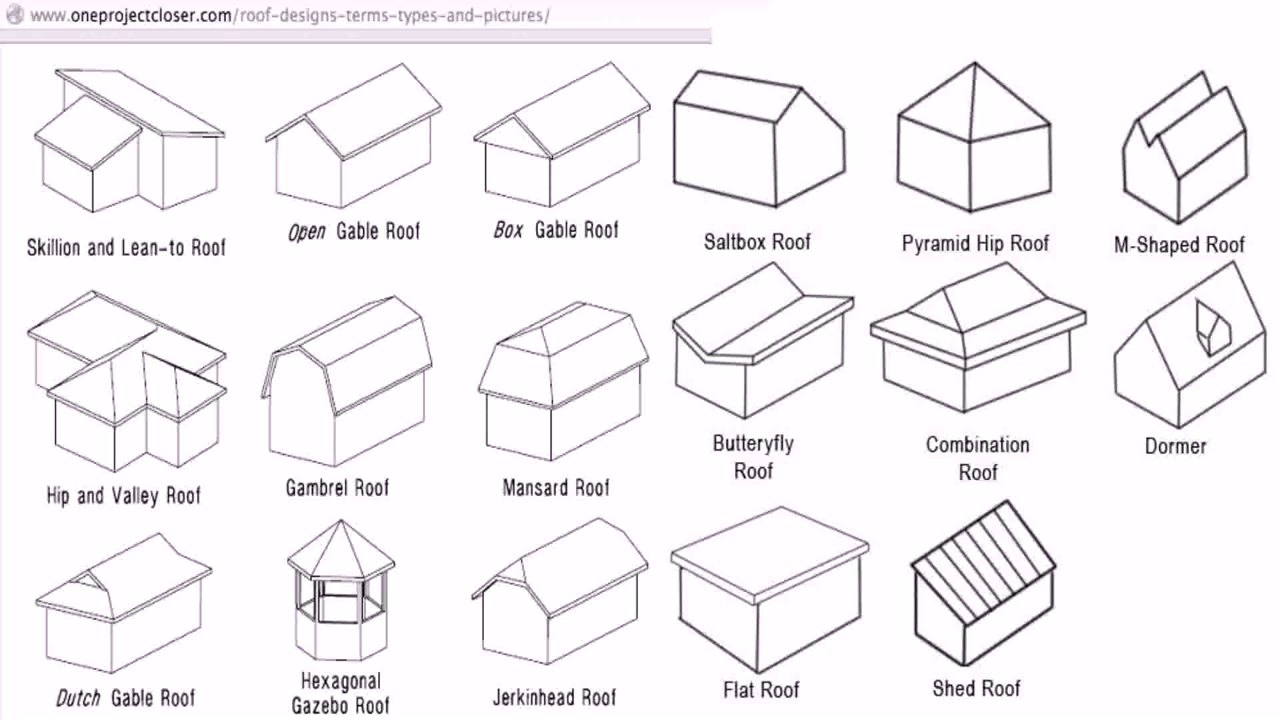 www.oneprojectcloser.com/roof-designs-terms-types-and-pictures/
Skillion and Lean-to Roof
Open Gable Roof
Box Gable Roof
Saltbox Roof
Pyramid Hip Roof
M-Shaped Roof
Hip and Valley Roof
Gambrel Roof
Mansard Roof
Butteryfly
Roof
Combination
Roof
Dormer
Dutch Gable Roof
Hexagonal
Gazebo Roof
Jerkinhead Roof
Flat Roof
Shed Roof